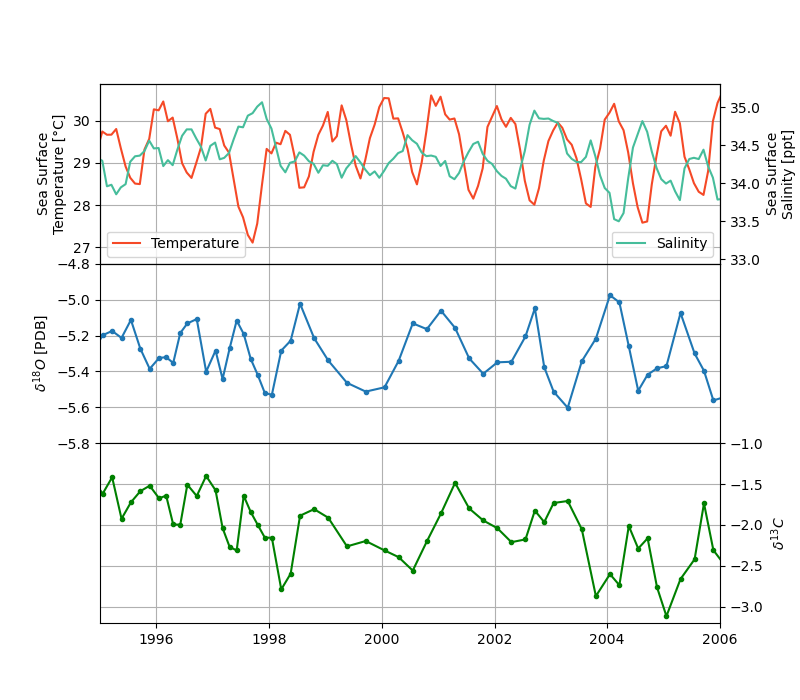 Sea Surface
Temperature [°C]
30
29
28
27
Temperature
Salinity
35.0
34.5
34.0
33.5
33.0
Sea Surface
Salinity [ppt]
−4.8
−5.0
−5.2
−5.4
−5.6
−5.8
δ¹⁸O [PDB]
−1.0
−1.5
−2.0
−2.5
−3.0
δ¹³C
1996 1998 2000 2002 2004 2006